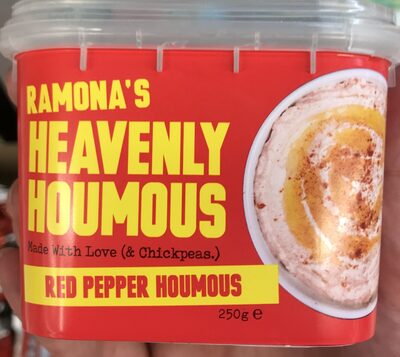 RAMONA'S
HEAVENLY
HOUMOUS
Made With Love (& Chickpeas.)
RED PEPPER HOUMOUS
250g ℮